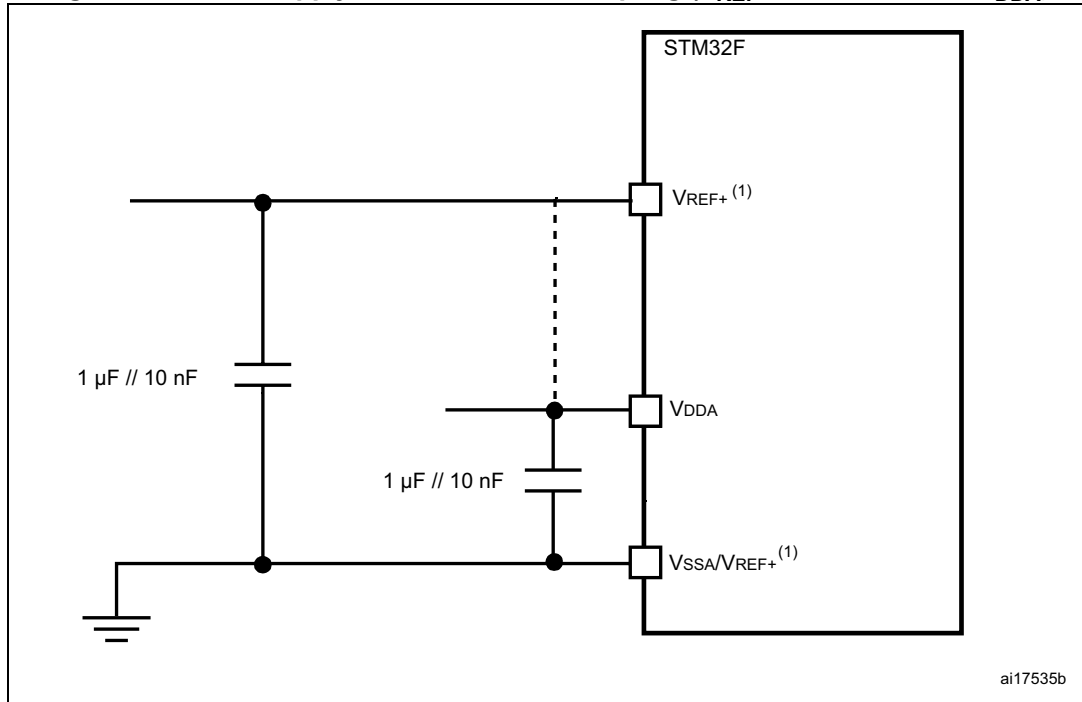 STM32F
VREF+ (1)
1 µF // 10 nF
VDDA
1 µF // 10 nF
VSSA/VREF+ (1)
ai17535b